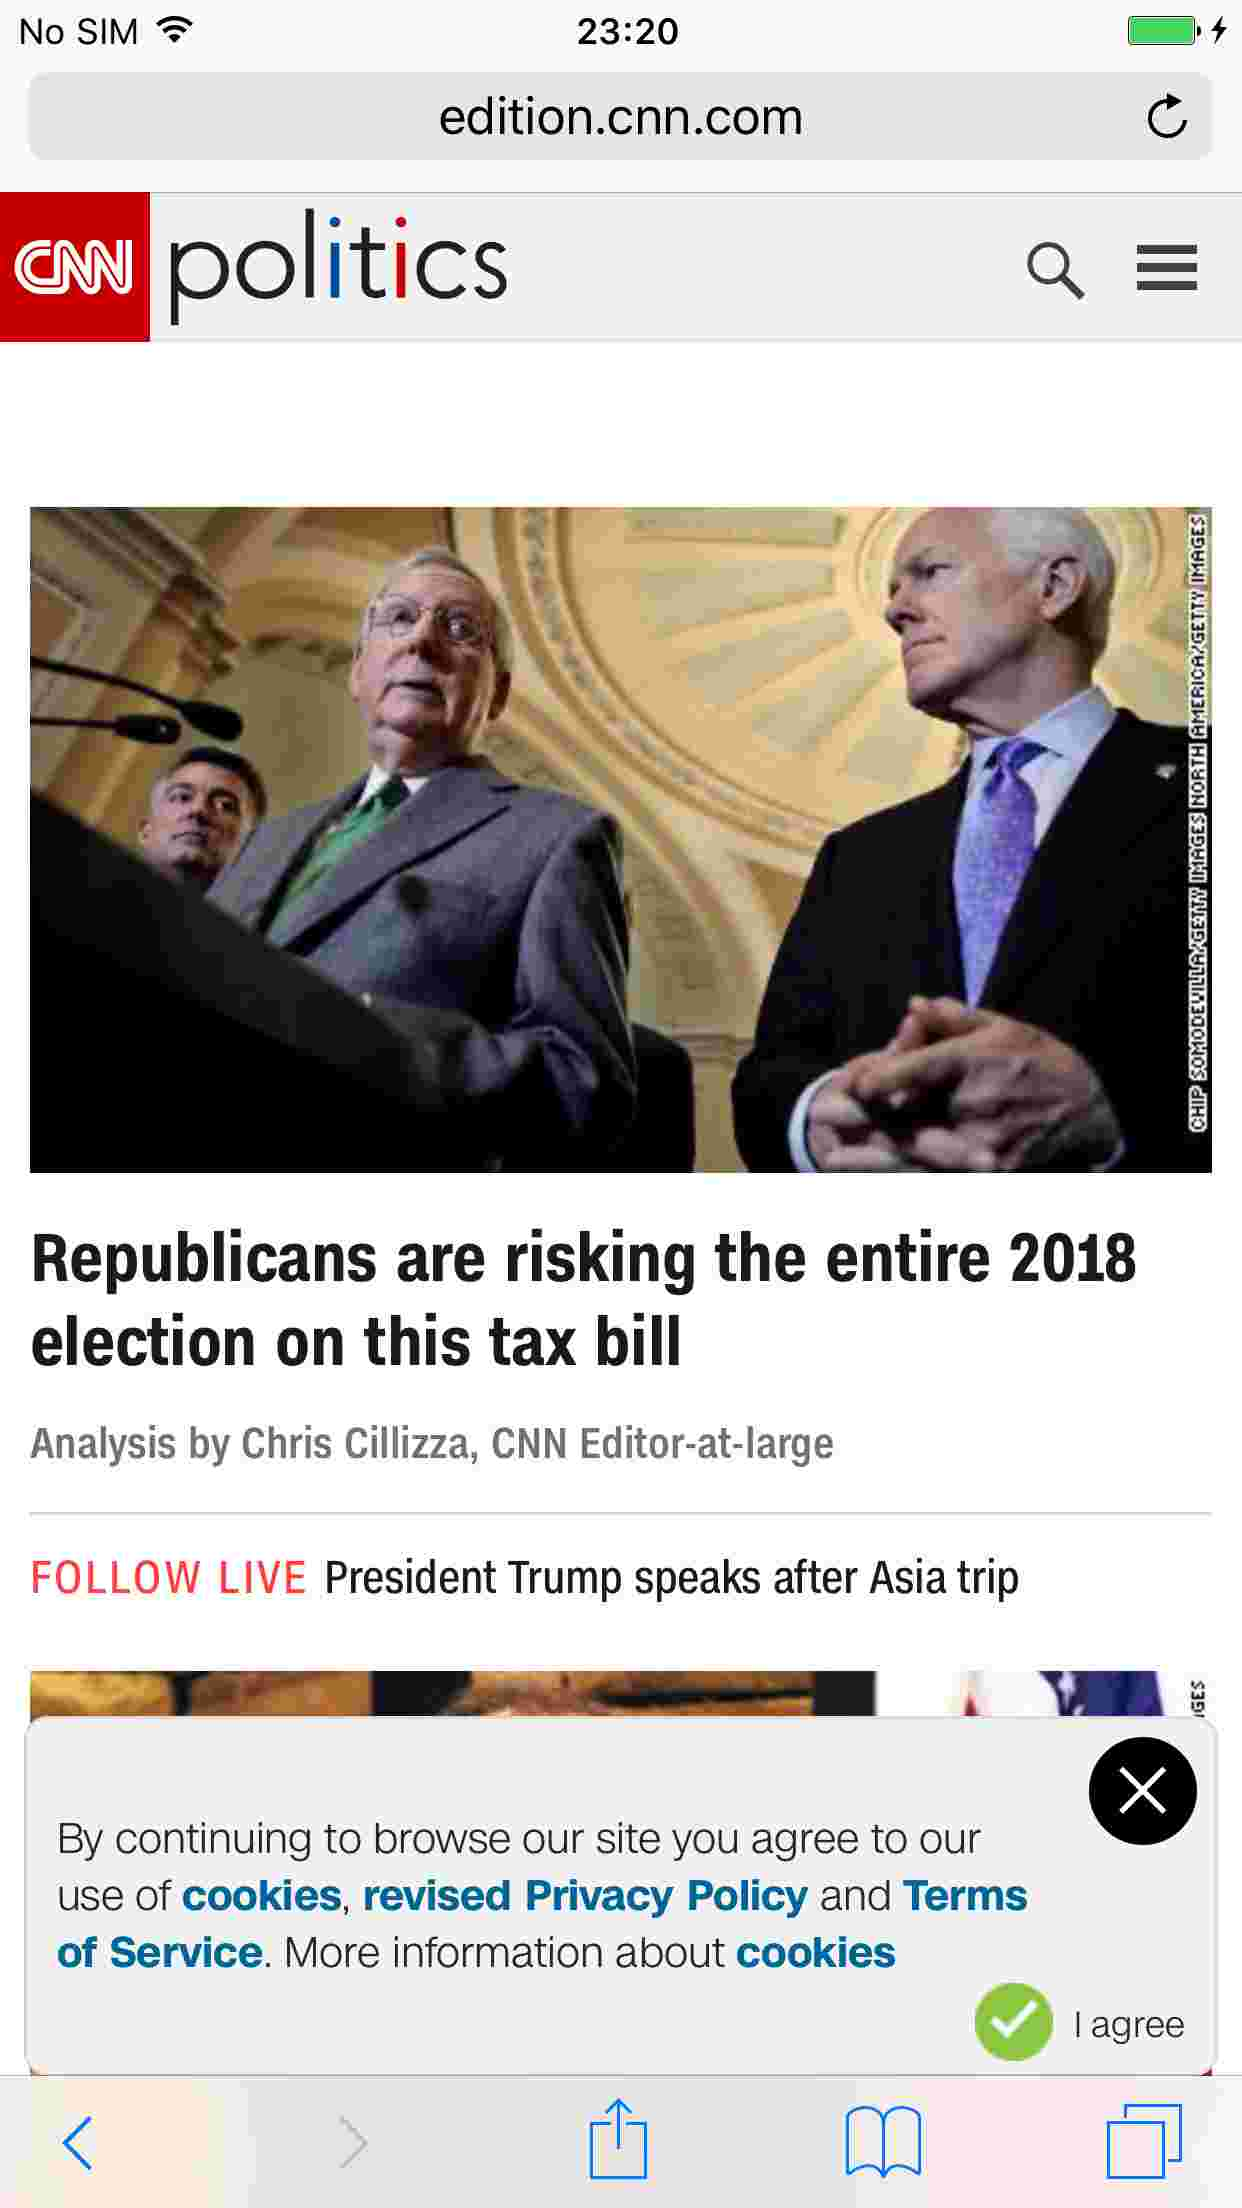 No SIM 23:20
edition.cnn.com
CNN politics
CHIP SOMODEVILLA/GETTY IMAGES NORTH AMERICA/GETTY IMAGES
Republicans are risking the entire 2018
election on this tax bill
Analysis by Chris Cillizza, CNN Editor-at-large
FOLLOW LIVE President Trump speaks after Asia trip
By continuing to browse our site you agree to our
use of cookies, revised Privacy Policy and Terms
of Service. More information about cookies
I agree